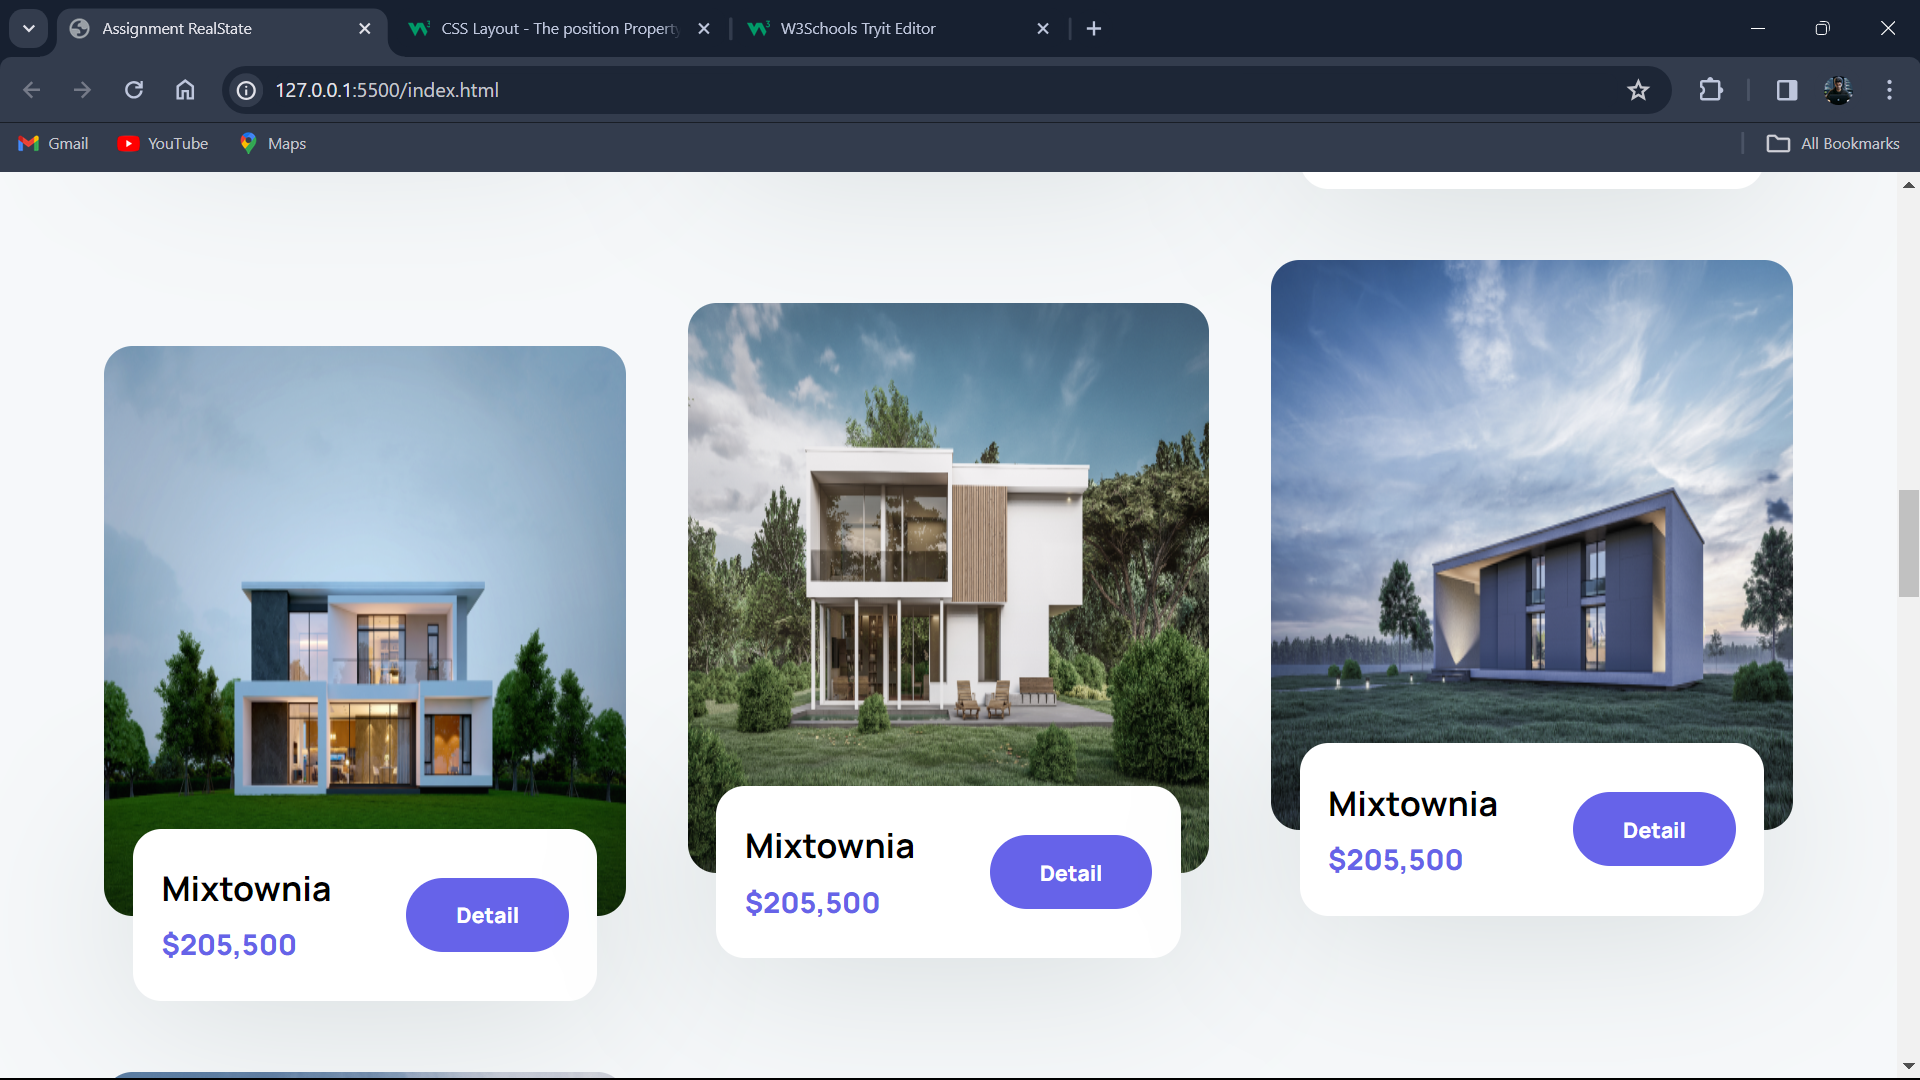 Assignment RealState
CSS Layout - The position Property
W3Schools Tryit Editor
127.0.0.1:5500/index.html
Gmail
YouTube
Maps
All Bookmarks
Mixtownia
$205,500
Detail
Mixtownia
$205,500
Detail
Mixtownia
$205,500
Detail